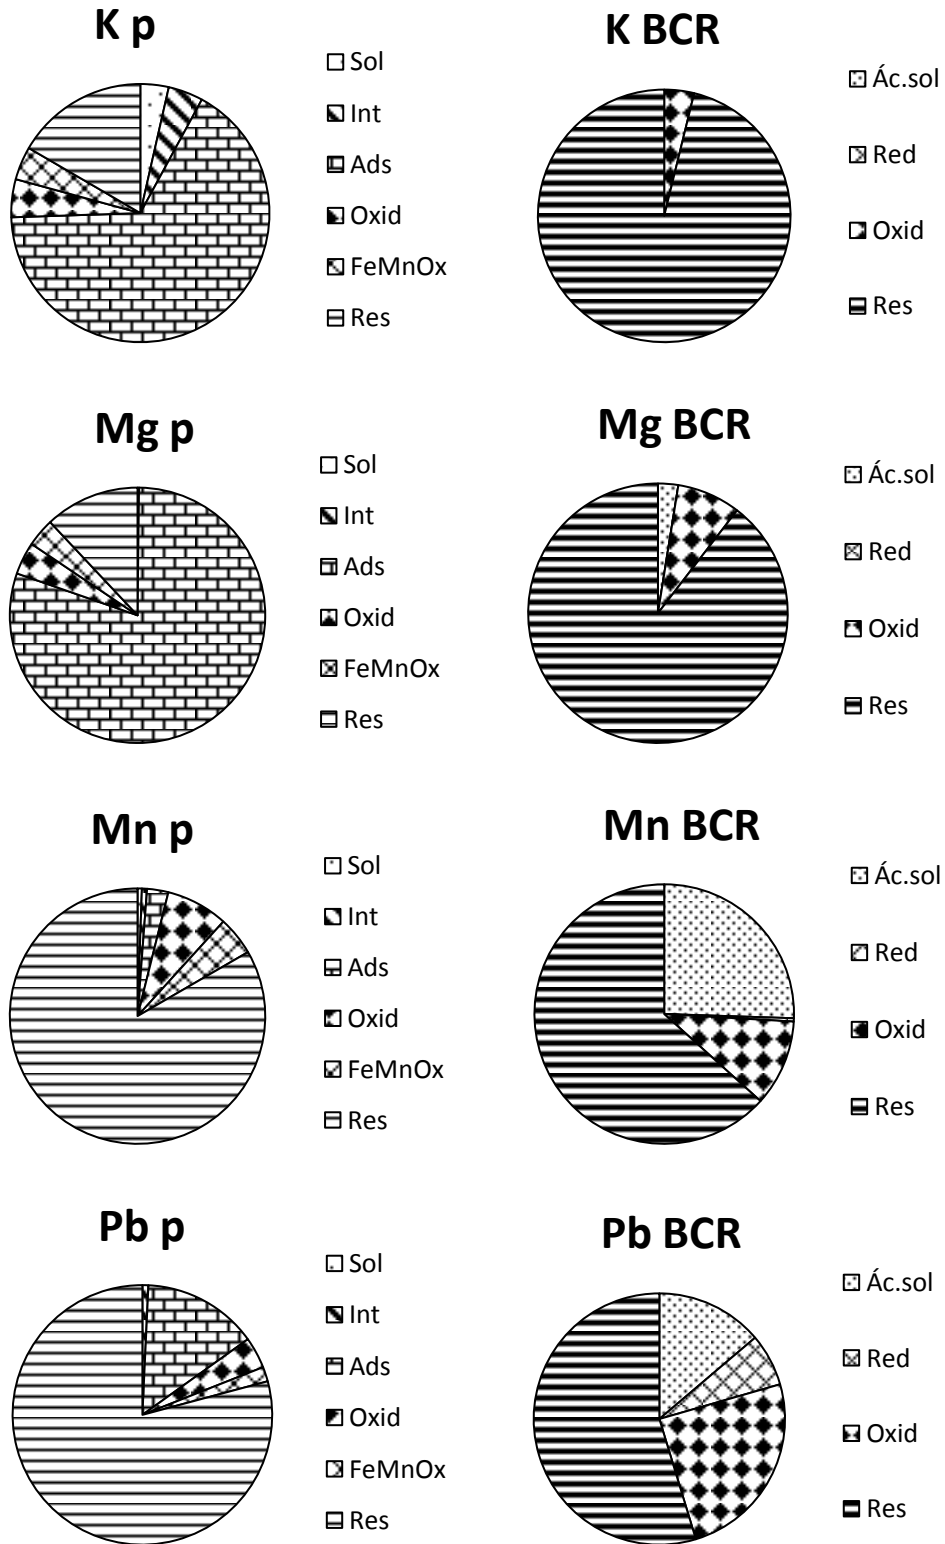 K p
Sol
Int
Ads
Oxid
FeMnOx
Res
K BCR
Ác.sol
Red
Oxid
Res
Mg p
Sol
Int
Ads
Oxid
FeMnOx
Res
Mg BCR
Ác.sol
Red
Oxid
Res
Mn p
Sol
Int
Ads
Oxid
FeMnOx
Res
Mn BCR
Ác.sol
Red
Oxid
Res
Pb p
Sol
Int
Ads
Oxid
FeMnOx
Res
Pb BCR
Ác.sol
Red
Oxid
Res